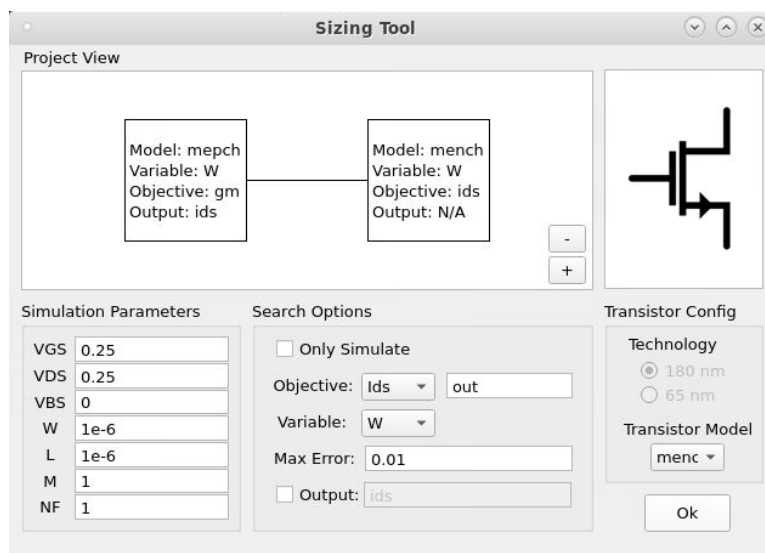 Sizing Tool
Project View
Model: mepch
Variable: W
Objective: gm
Output: ids
Model: mench
Variable: W
Objective: ids
Output: N/A
-
+
Simulation Parameters
VGS 0.25
VDS 0.25
VBS 0
W 1e-6
L 1e-6
M 1
NF 1
Search Options
Only Simulate
Objective: Ids out
Variable: W
Max Error: 0.01
Output: ids
Transistor Config
Technology
180 nm
65 nm
Transistor Model
menc
Ok